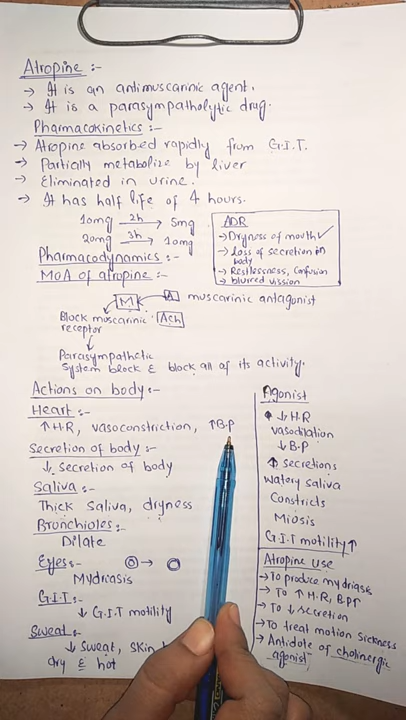 Atropine :-
→ It is an antimuscarinic agent.
→ It is a parasympatholytic drug.
Pharmacokinetics :-
→ Atropine absorbed rapidly from G.I.T.
→ Partially metabolize by liver
→ Eliminated in urine.
→ It has half life of 4 hours.
10mg 2h → 5mg
20mg 3h → 10mg
ADR
→ Dryness of mouth ✓
→ Loss of secretion in body
→ Restlessness, Confusion
→ blurred vission
Pharmacodynamics :-
MoA of atropine :-
M ← A muscarinic antagonist
Block muscarinic receptor
Ach
Parasympathetic
System block & block all of its activity.
Actions on body :-
Heart :-
↑ H.R, vasoconstriction, ↑ B.P
Secretion of body :-
↓ secretion of body
Saliva :-
Thick Saliva, dryness
Bronchioles :-
Dilate
Eyes :-
Mydriasis
G.I.T :-
↓ G.I.T motility
Sweat :-
↓ Sweat, Skin
dry & hot
Agonist
↓ H.R
vasodilation
↓ B.P
↑ secretions
watery saliva
Constricts
Miosis
G.I.T motility ↑
Atropine use
→ To produce mydriasis
→ To ↑ H.R, B.P↑
→ To ↓ secretion
→ To treat motion sickness
→ Antidote of cholinergic
agonist